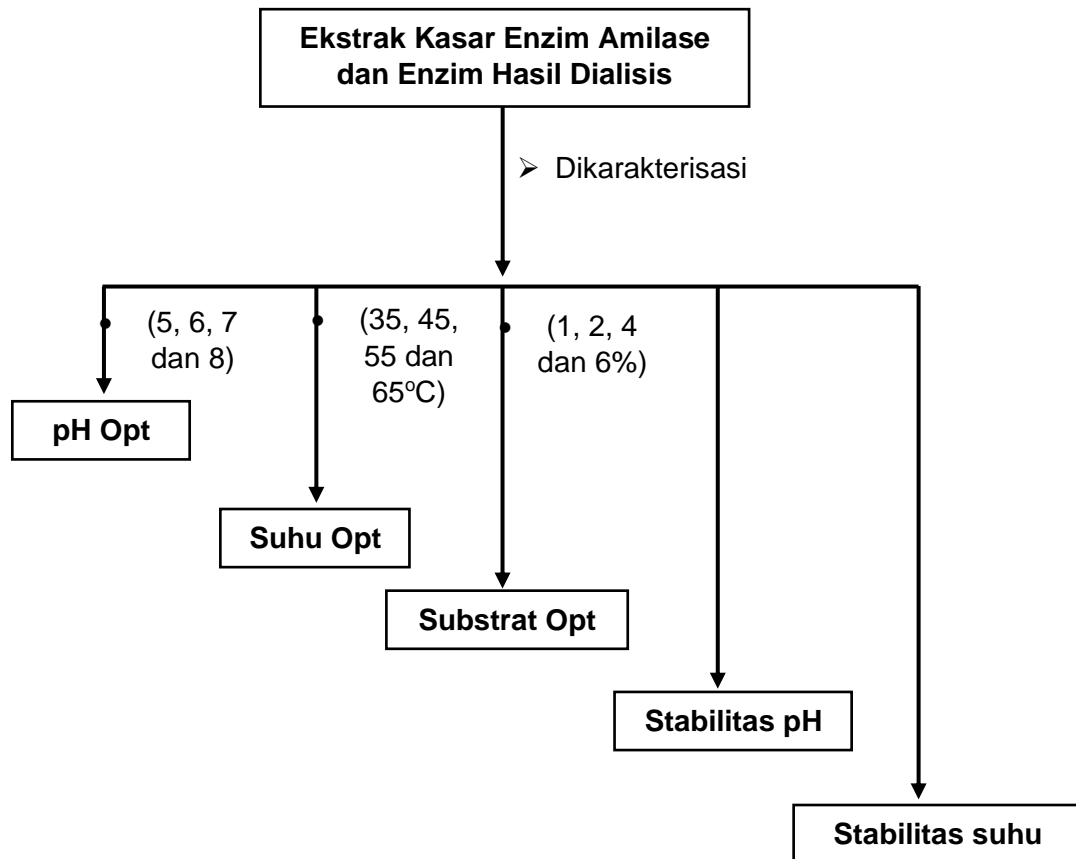 Ekstrak Kasar Enzim Amilase
dan Enzim Hasil Dialisis
➢ Dikarakterisasi
• (5, 6, 7
dan 8)
• (35, 45,
55 dan
65°C)
• (1, 2, 4
dan 6%)
pH Opt
Suhu Opt
Substrat Opt
Stabilitas pH
Stabilitas suhu